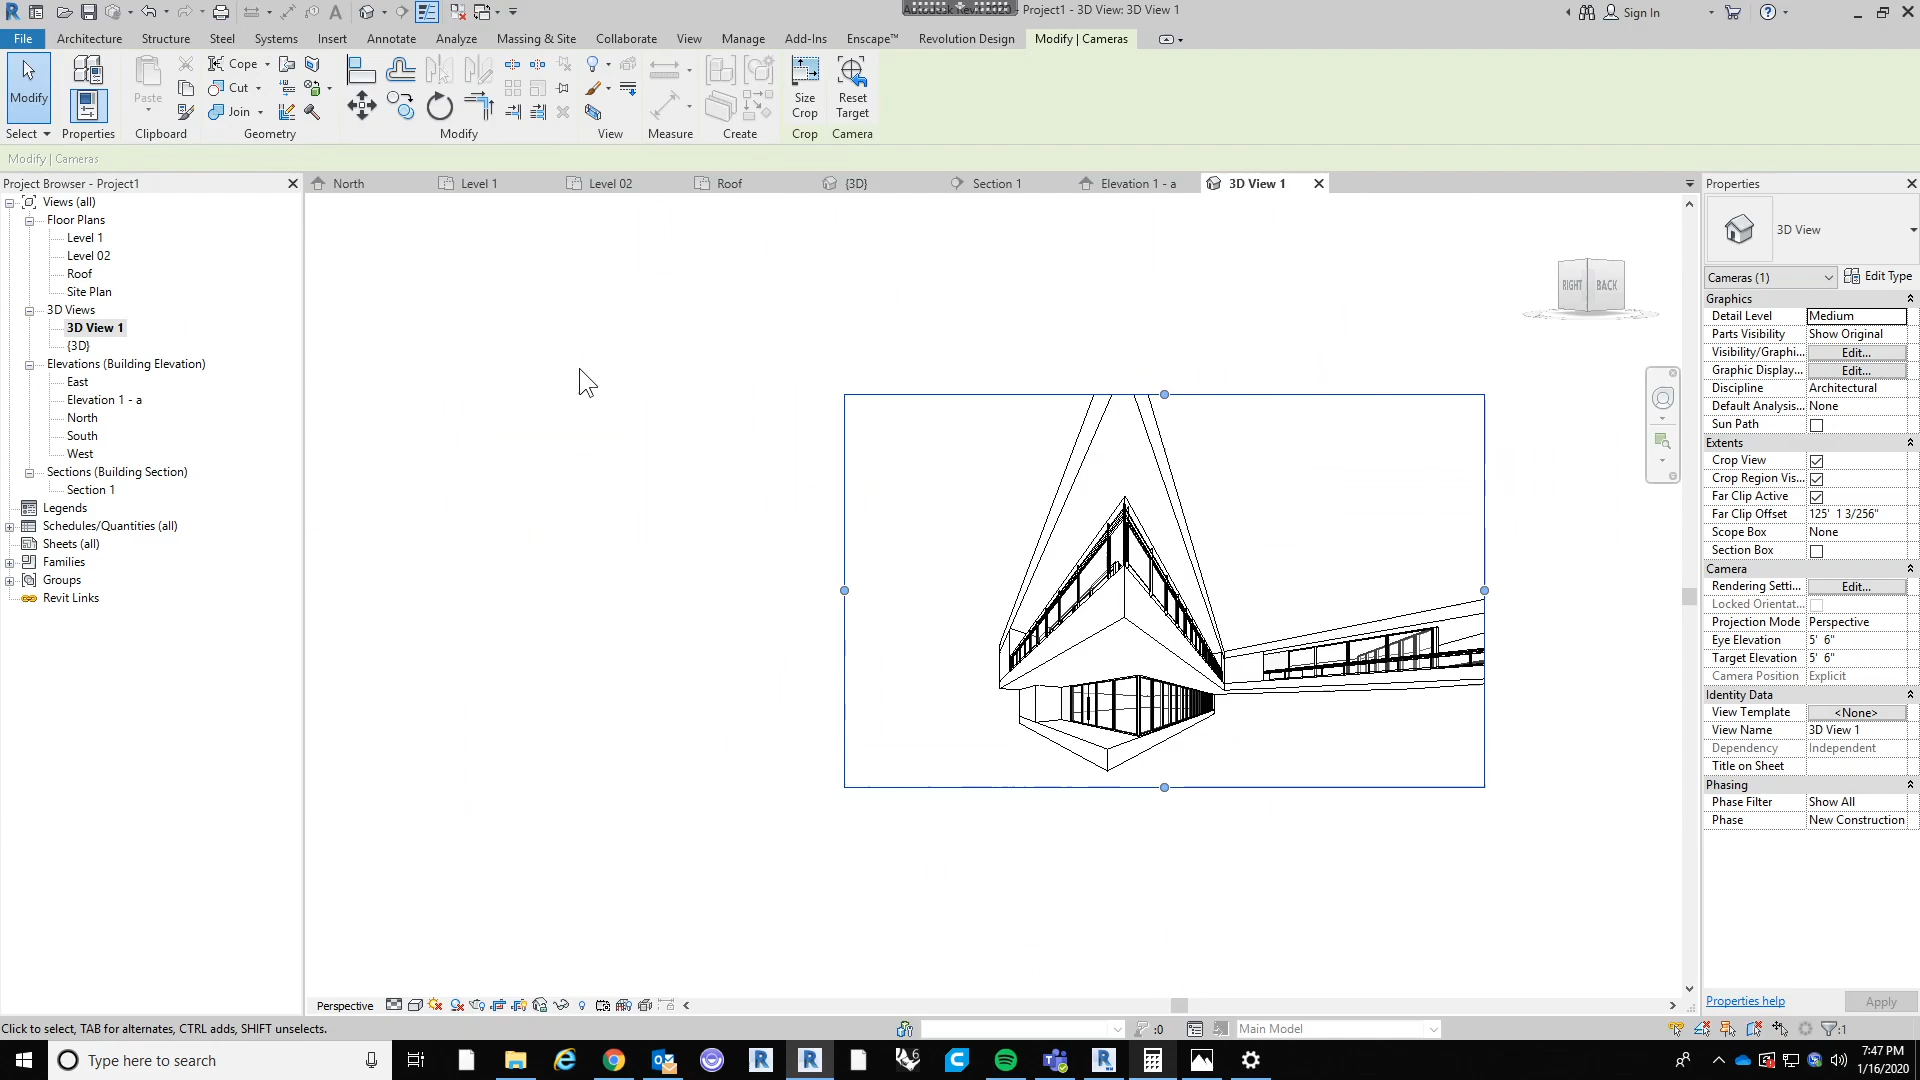 Autodesk Revit 2020 - Project1 - 3D View: 3D View 1
Sign In
File Architecture Structure Steel Systems Insert Annotate Analyze Massing & Site Collaborate View Manage Add-Ins Enscape™ Revolution Design Modify | Cameras
Modify
Paste
Cope
Cut
Join
Size Crop
Reset Target
Select Properties Clipboard Geometry Modify View Measure Create Crop Camera
Modify | Cameras
Project Browser - Project1
North
Level 1
Level 02
Roof
{3D}
Section 1
Elevation 1 - a
3D View 1
Views (all)
Floor Plans
Level 1
Level 02
Roof
Site Plan
3D Views
3D View 1
{3D}
Elevations (Building Elevation)
East
Elevation 1 - a
North
South
West
Sections (Building Section)
Section 1
Legends
Schedules/Quantities (all)
Sheets (all)
Families
Groups
Revit Links
RIGHT BACK
Properties
3D View
Cameras (1) Edit Type
Graphics
Detail Level Medium
Parts Visibility Show Original
Visibility/Graphi... Edit...
Graphic Display... Edit...
Discipline Architectural
Default Analysis... None
Sun Path
Extents
Crop View
Crop Region Vis...
Far Clip Active
Far Clip Offset 125' 1 3/256"
Scope Box None
Section Box
Camera
Rendering Setti... Edit...
Locked Orientat...
Projection Mode Perspective
Eye Elevation 5' 6"
Target Elevation 5' 6"
Camera Position Explicit
Identity Data
View Template <None>
View Name 3D View 1
Dependency Independent
Title on Sheet
Phasing
Phase Filter Show All
Phase New Construction
Properties help Apply
Perspective
Click to select, TAB for alternates, CTRL adds, SHIFT unselects.
:0
Main Model
:1
Type here to search
7:47 PM
1/16/2020